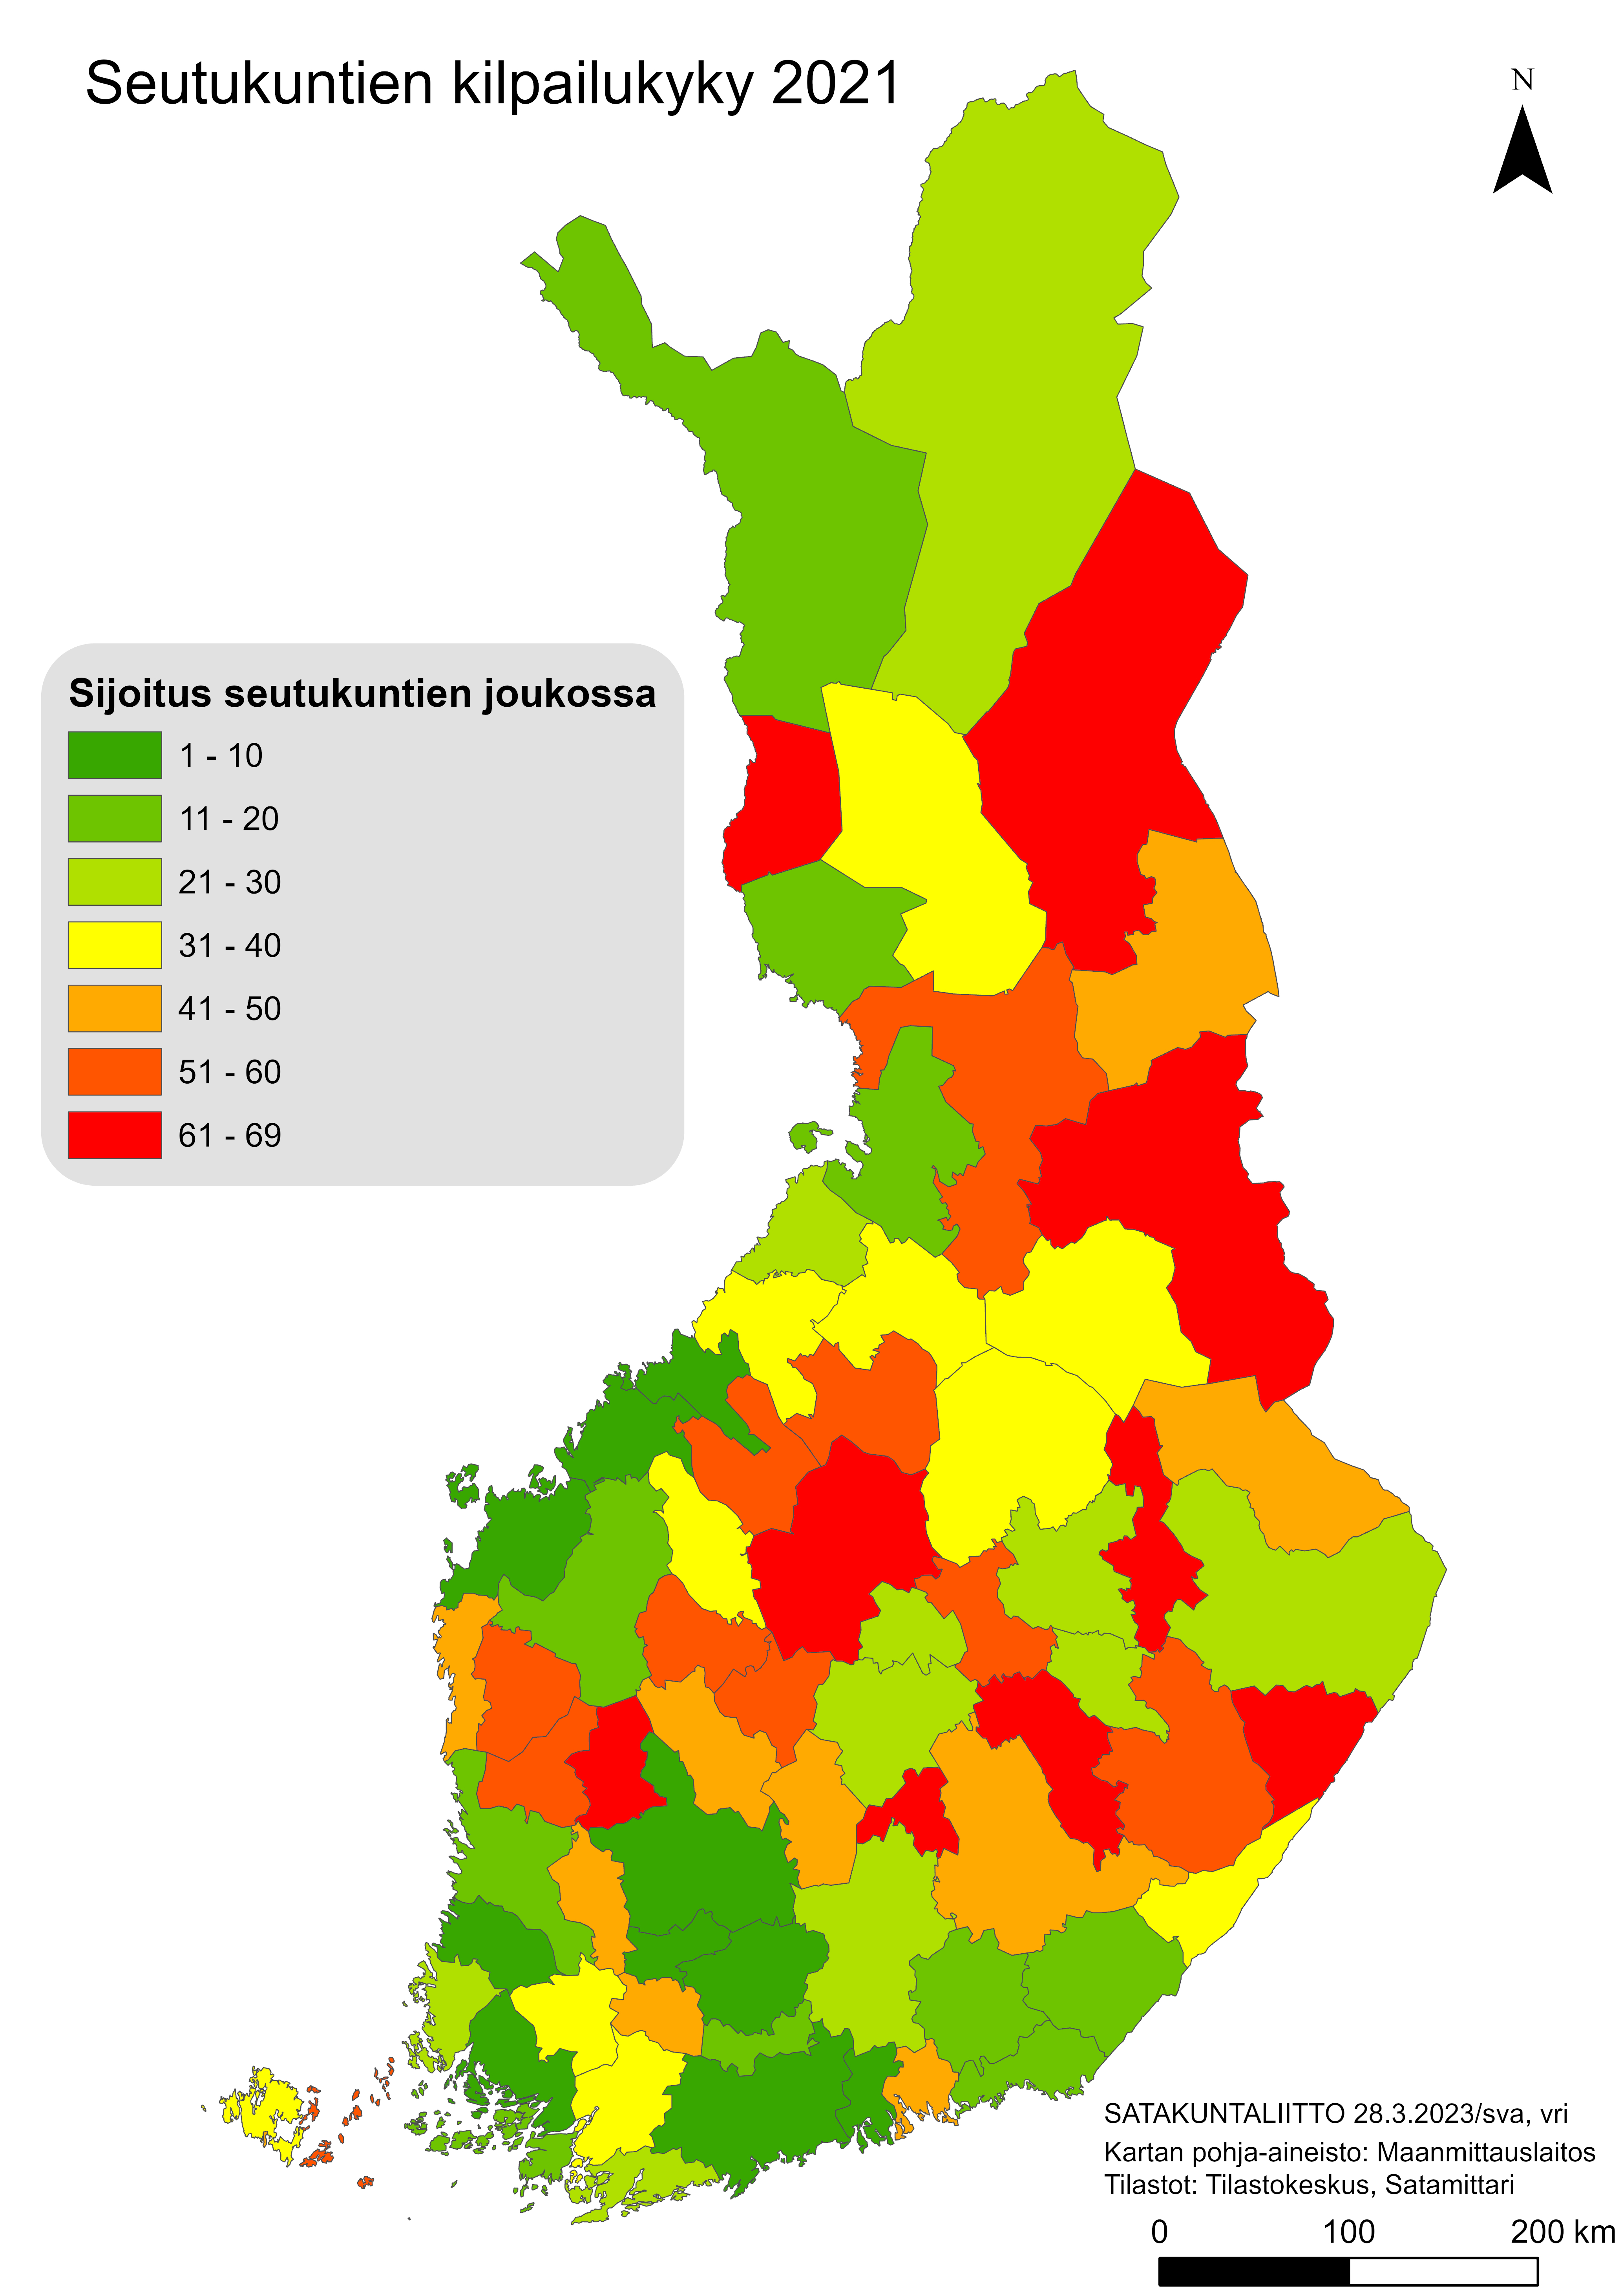 Seutukuntien kilpailukyky 2021
N
Sijoitus seutukuntien joukossa
1 - 10
11 - 20
21 - 30
31 - 40
41 - 50
51 - 60
61 - 69
SATAKUNTALIITTO 28.3.2023/sva, vri
Kartan pohja-aineisto: Maanmittauslaitos
Tilastot: Tilastokeskus, Satamittari
0 100 200 km